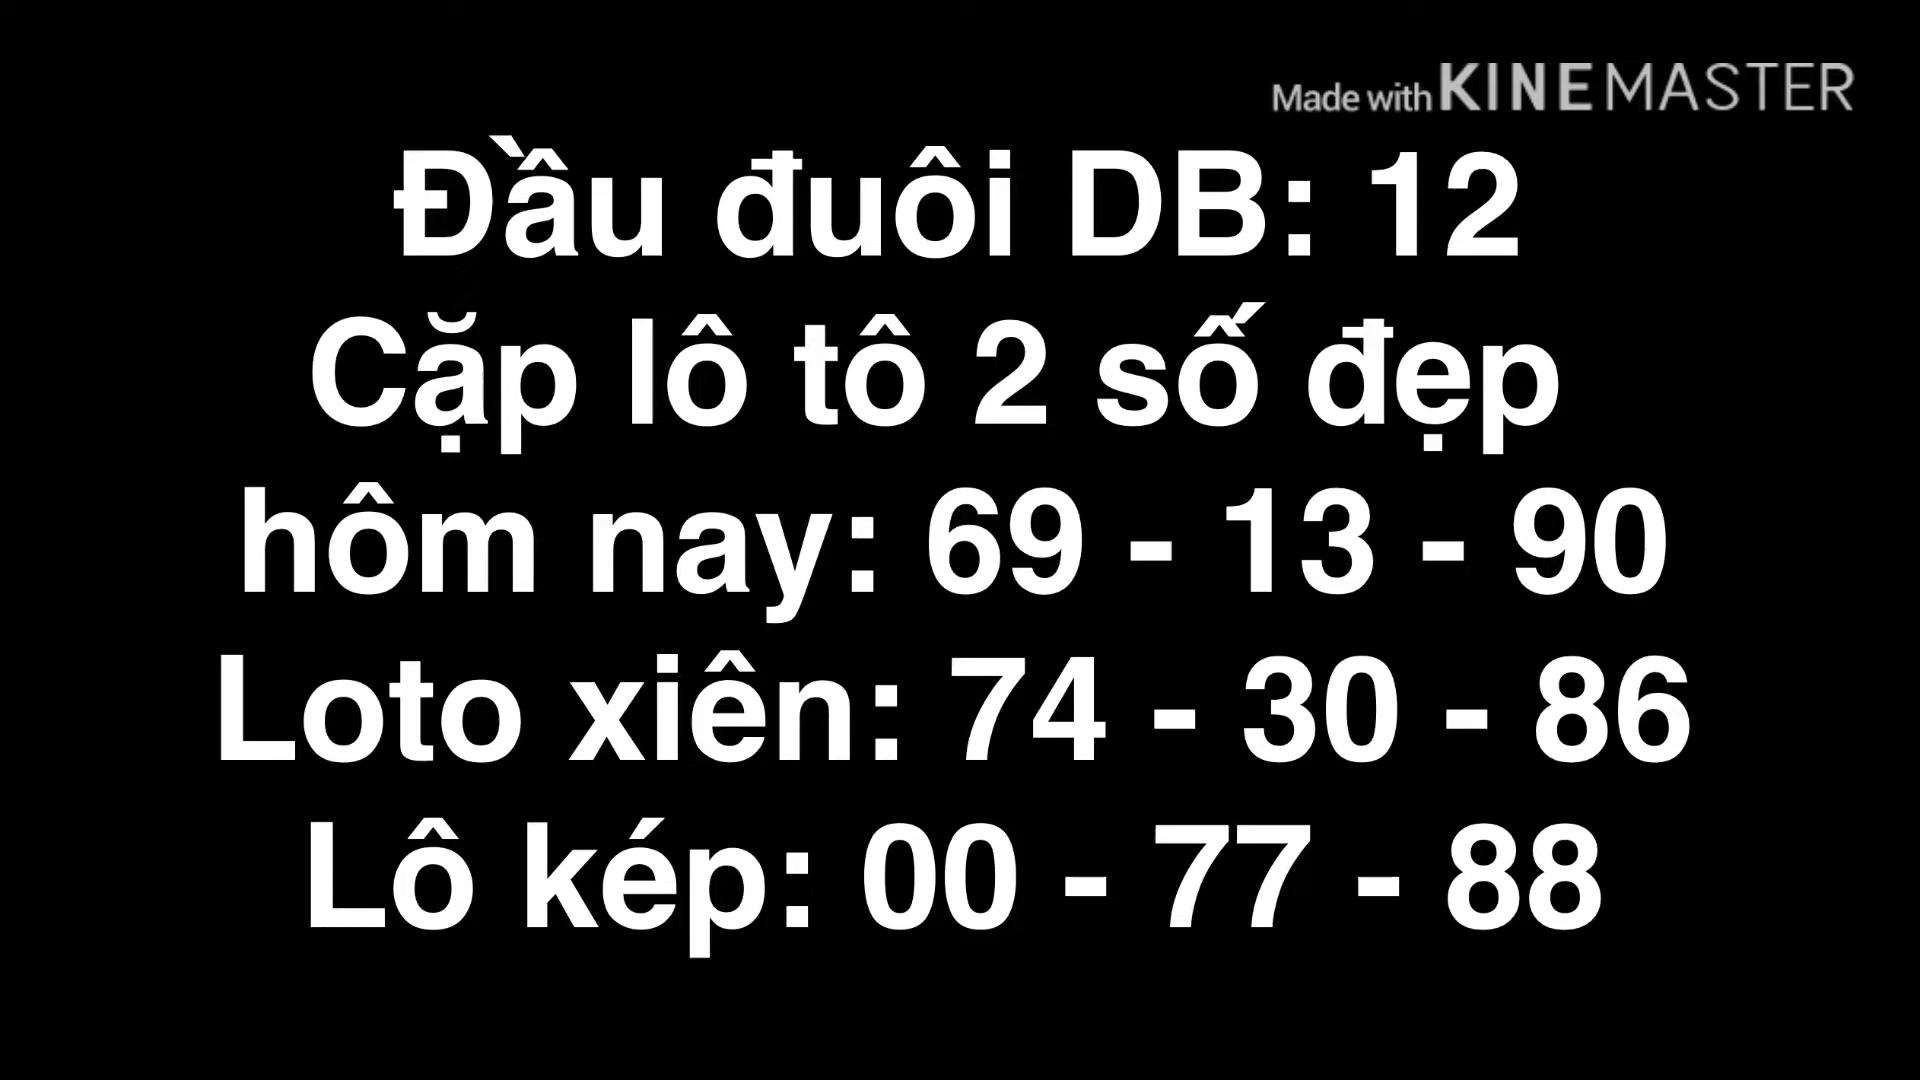 Made with KINEMASTER
Đầu đuôi DB: 12
Cặp lô tô 2 số đẹp
hôm nay: 69 - 13 - 90
Loto xiên: 74 - 30 - 86
Lô kép: 00 - 77 - 88